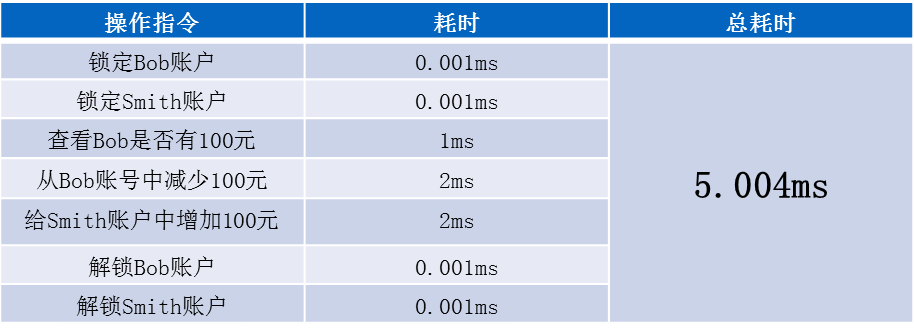 操作指令 耗时 总耗时
锁定Bob账户 0.001ms
锁定Smith账户 0.001ms
查看Bob是否有100元 1ms
从Bob账号中减少100元 2ms
5.004ms
给Smith账户中增加100元 2ms
解锁Bob账户 0.001ms
解锁Smith账户 0.001ms